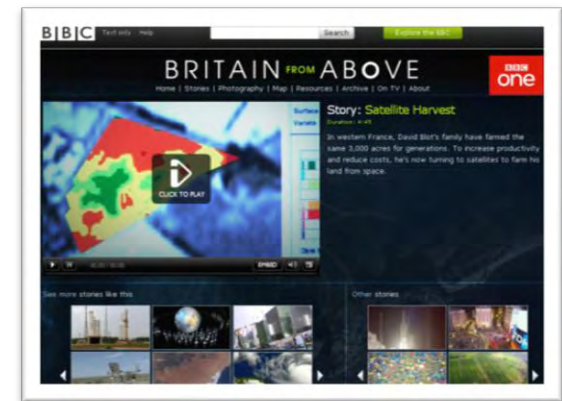 BBC Text only Help Search Explore the BBC
BRITAIN FROM ABOVE
BBC one
Home | Stories | Photography | Map | Resources | Archive | On TV | About
Story: Satellite Harvest
In western France, David Blot's family have farmed the
same 3,000 acres for generations. To increase productivity
and reduce costs, he's now turning to satellites to farm his
land from space.
CLICK TO PLAY
EMBED
See more stories like this
Other stories